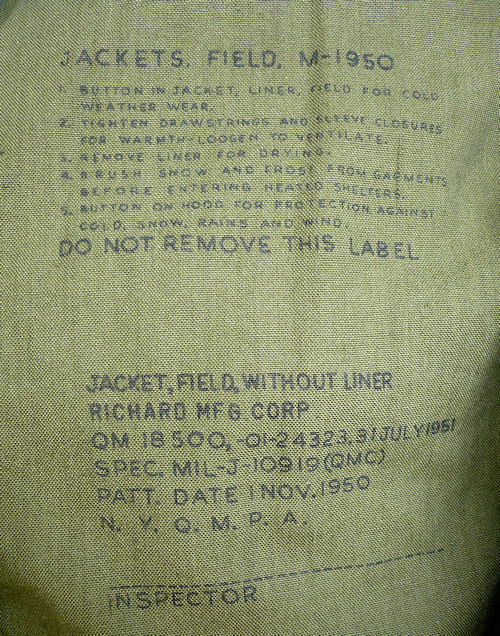 JACKETS, FIELD, M-1950
1. BUTTON IN JACKET, LINER, FIELD FOR COLD
WEATHER WEAR.
2. TIGHTEN DRAWSTRINGS AND SLEEVE CLOSURES
FOR WARMTH-LOOSEN TO VENTILATE.
3. REMOVE LINER FOR DRYING.
4. BRUSH SNOW AND FROST FROM GARMENTS
BEFORE ENTERING HEATED SHELTERS.
5. BUTTON ON HOOD FOR PROTECTION AGAINST
COLD, SNOW, RAINS AND WIND.
DO NOT REMOVE THIS LABEL
JACKET, FIELD, WITHOUT LINER
RICHARD MFG CORP
QM 18500,-01-24323, 31 JULY 1951
SPEC. MIL-J-10919 (QMC)
PATT. DATE 1 NOV. 1950
N. Y. Q. M. P. A.
INSPECTOR